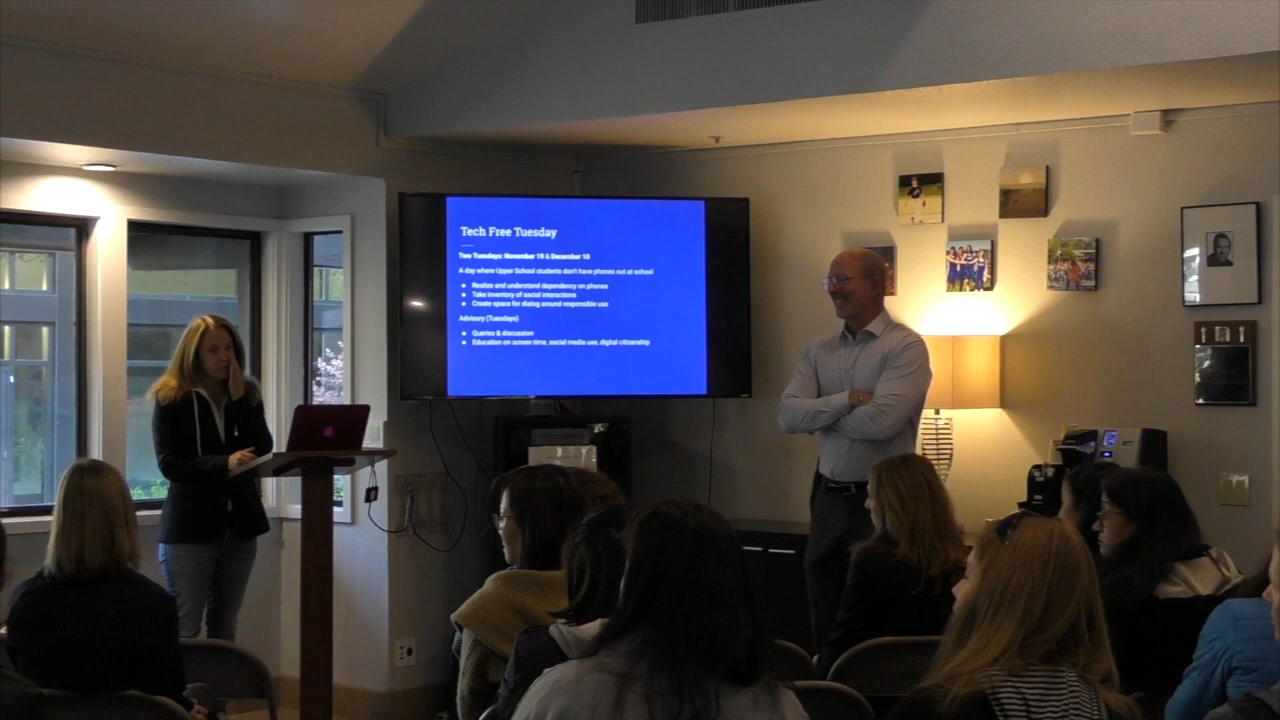 Tech Free Tuesday
Two Tuesdays: November 19 & December 10
A day where Upper School students don't have phones out at school
● Realize and understand dependency on phones
● Take inventory of social interactions
● Create space for dialog around responsible use
Advisory (Tuesdays)
● Queries & discussion
● Education on screen time, social media use, digital citizenship